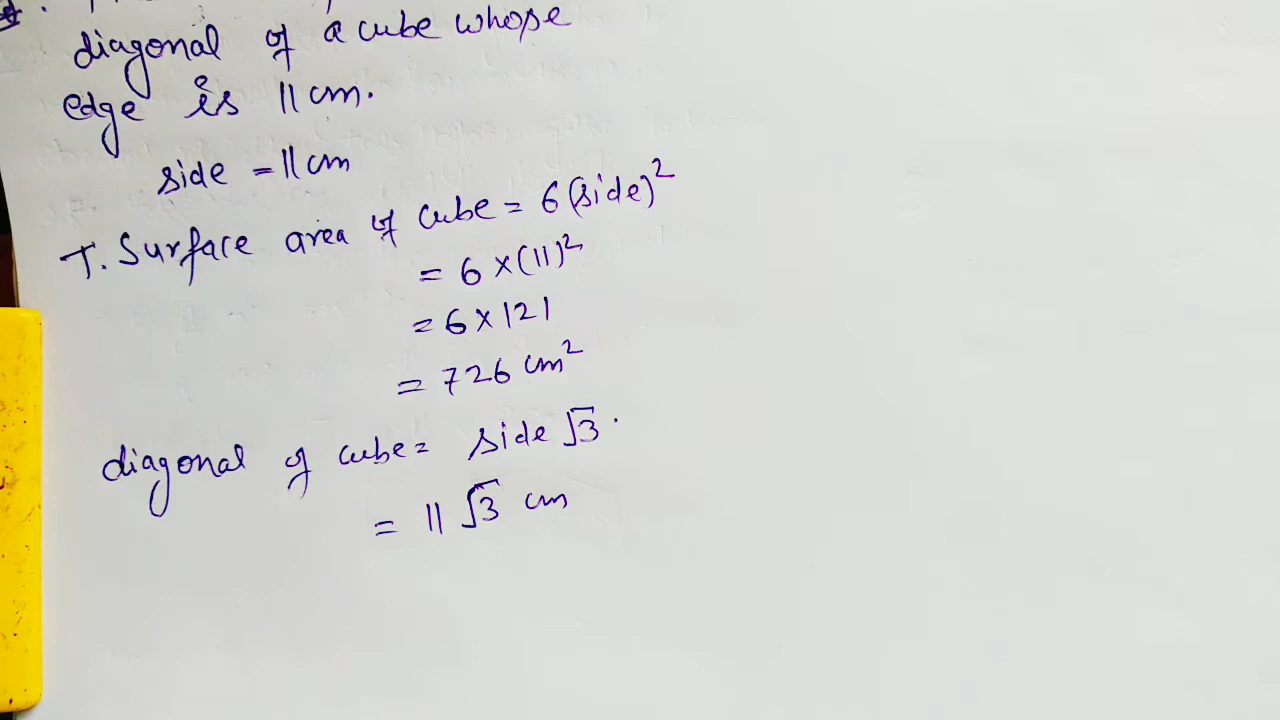 diagonal of a cube whose
edge is 11 cm.
side = 11 cm
T. Surface area of cube = 6 (side)²
= 6 × (11)²
= 6 × 121
= 726 cm²
diagonal of cube = side √3.
= 11 √3 cm